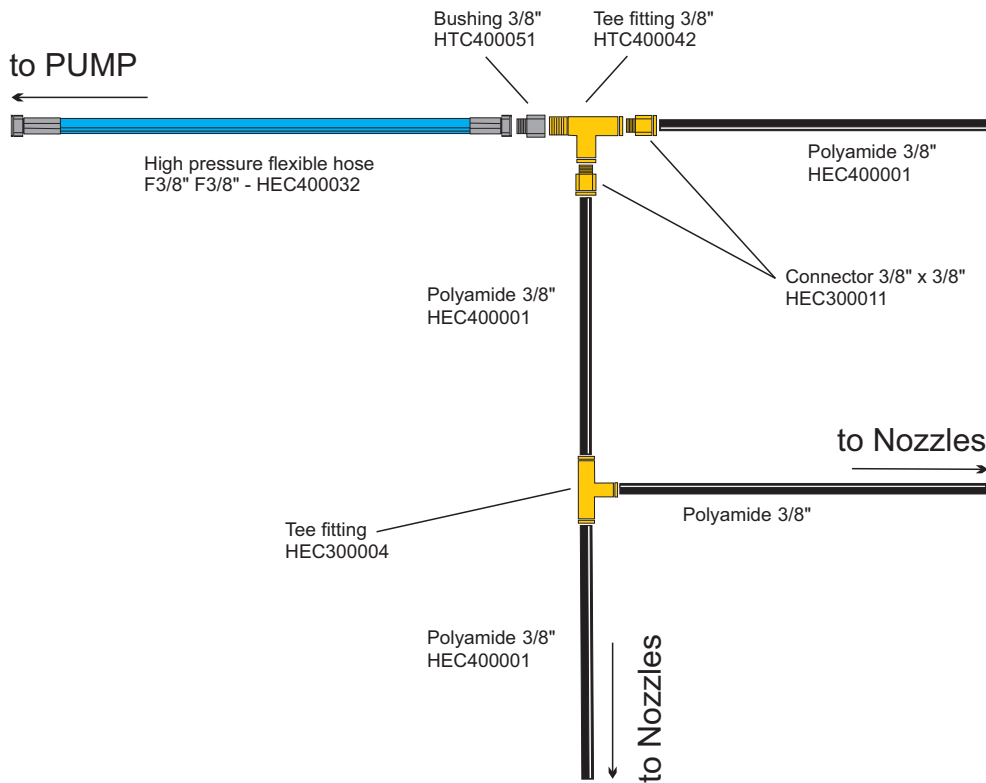 Bushing 3/8"
HTC400051
Tee fitting 3/8"
HTC400042
to PUMP
High pressure flexible hose
F3/8" F3/8" - HEC400032
Polyamide 3/8"
HEC400001
Connector 3/8" x 3/8"
HEC300011
Polyamide 3/8"
HEC400001
to Nozzles
Polyamide 3/8"
Tee fitting
HEC300004
Polyamide 3/8"
HEC400001
to Nozzles